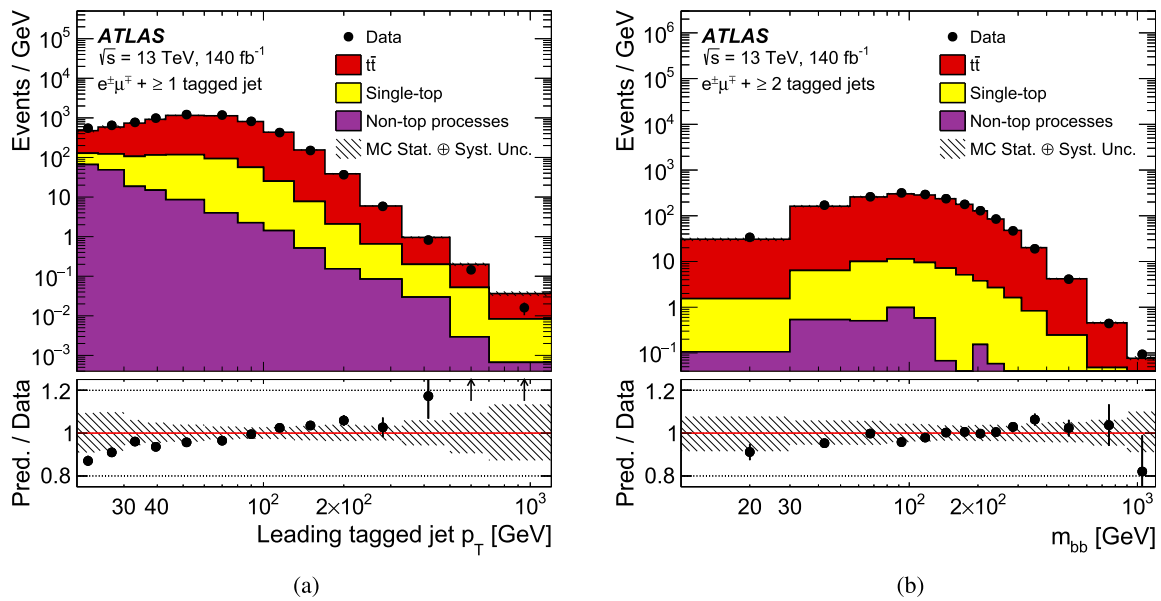 Events / GeV
10⁵
10⁴
10³
10²
10
1
10⁻¹
10⁻²
10⁻³
ATLAS
√s = 13 TeV, 140 fb⁻¹
e±μ∓ + ≥ 1 tagged jet
Data
tt̄
Single-top
Non-top processes
MC Stat. ⊕ Syst. Unc.
Pred. / Data
1.2
1
0.8
30 40 10² 2×10² 10³
Leading tagged jet p_T [GeV]
(a)
Events / GeV
10⁶
10⁵
10⁴
10³
10²
10
1
10⁻¹
ATLAS
√s = 13 TeV, 140 fb⁻¹
e±μ∓ + ≥ 2 tagged jets
Data
tt̄
Single-top
Non-top processes
MC Stat. ⊕ Syst. Unc.
Pred. / Data
1.2
1
0.8
20 30 10² 2×10² 10³
m_bb [GeV]
(b)